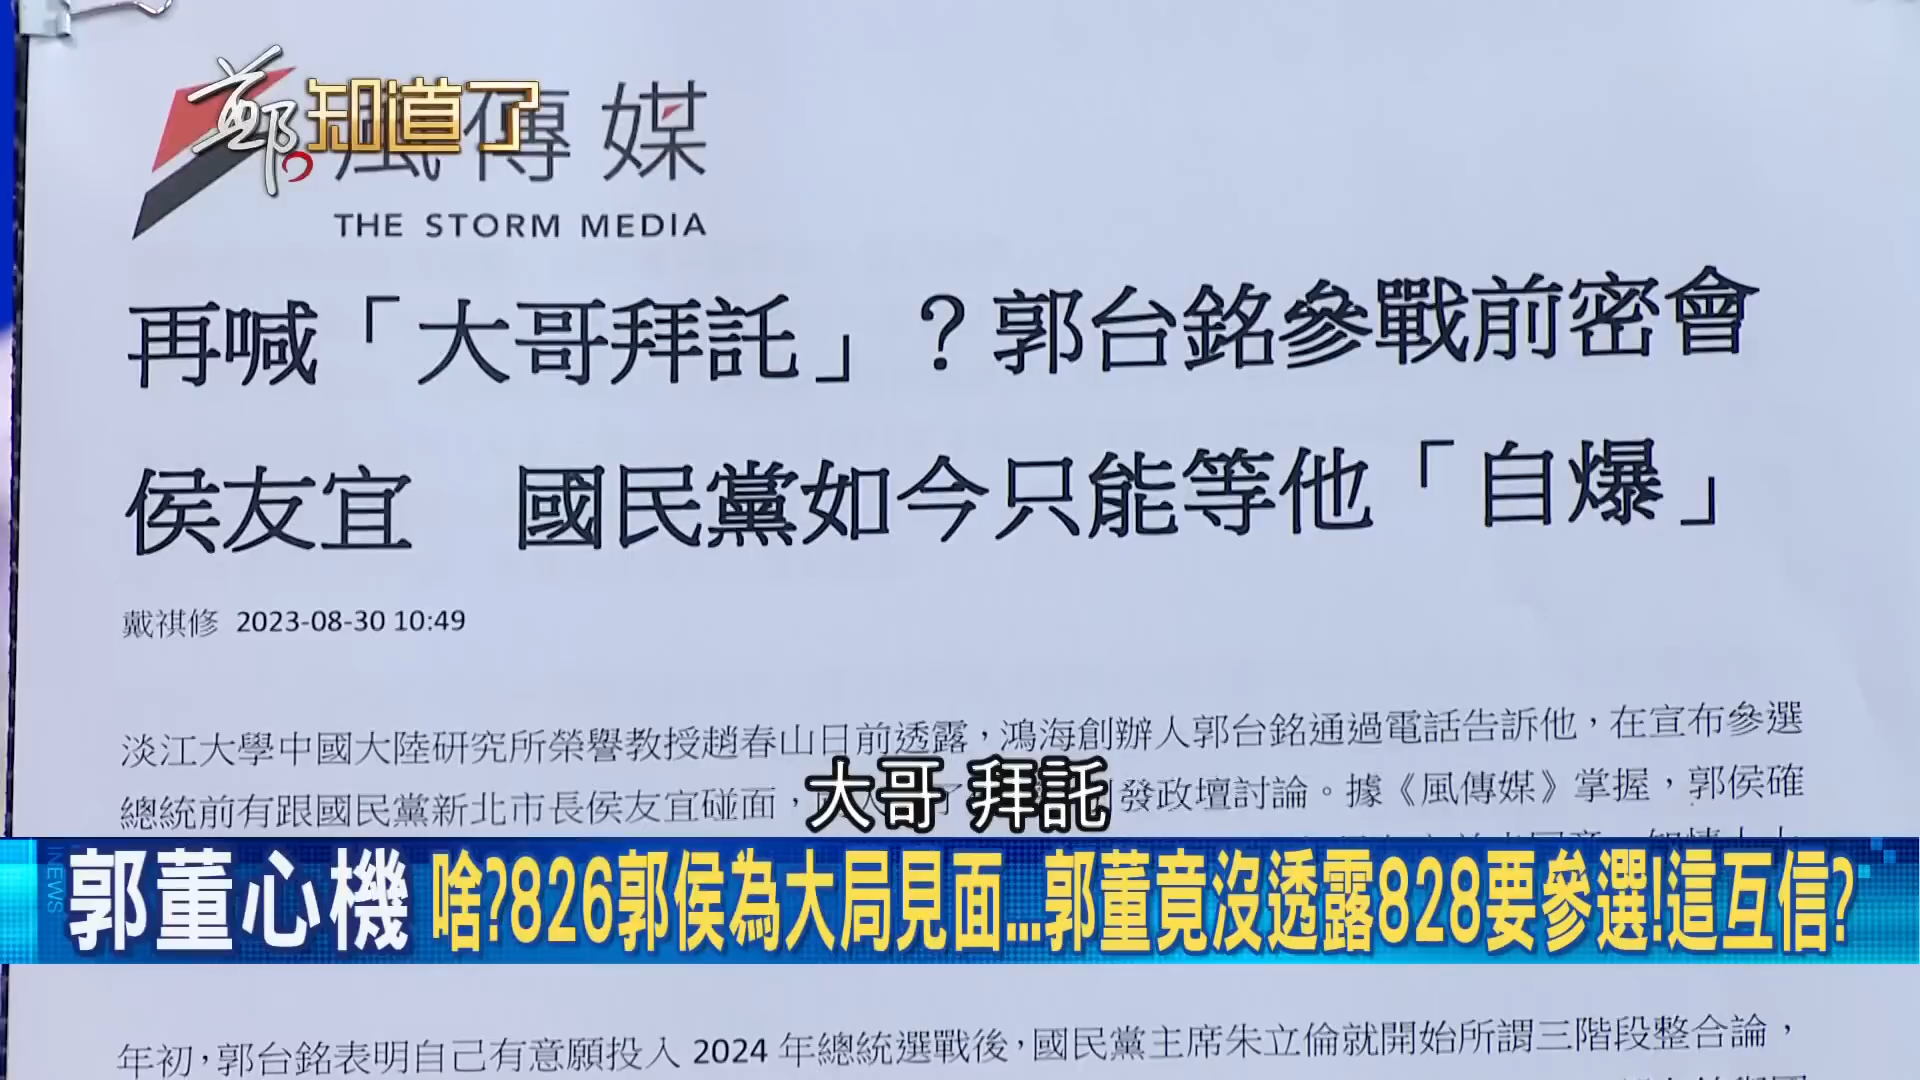 鄭知道了
風傳媒
THE STORM MEDIA
再喊「大哥拜託」?郭台銘參戰前密會
侯友宜 國民黨如今只能等他「自爆」
戴祺修 2023-08-30 10:49
淡江大學中國大陸研究所榮譽教授趙春山日前透露，鴻海創辦人郭台銘通過電話告訴他，在宣布參選
總統前有跟國民黨新北市長侯友宜碰面，
發政壇討論。據《風傳媒》掌握，郭侯確
大哥 拜託
NEWS
郭董心機
啥?826郭侯為大局見面...郭董竟沒透露828要參選!這互信?
年初，郭台銘表明自己有意願投入 2024 年總統選戰後，國民黨主席朱立倫就開始所謂三階段整合論，